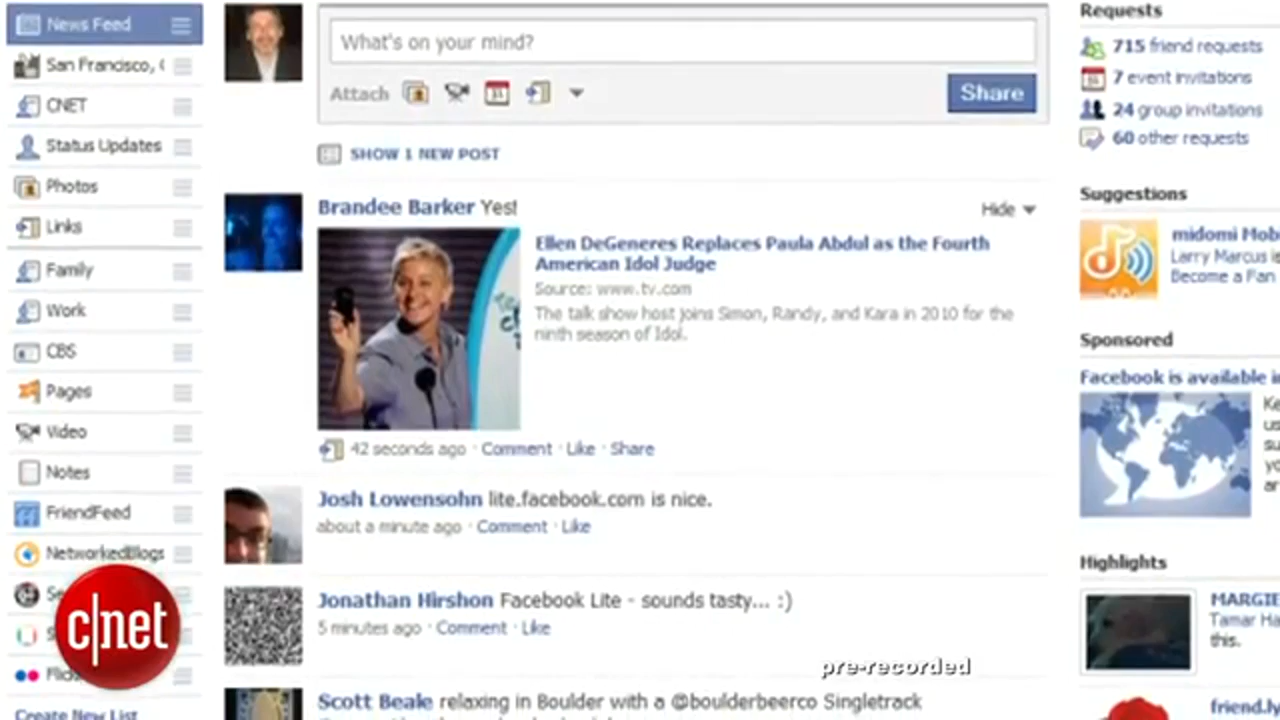 News Feed
San Francisco, (
CNET
Status Updates
Photos
Links
Family
Work
CBS
Pages
Video
Notes
FriendFeed
NetworkedBlogs
Create New List
c|net
What's on your mind?
Attach
31
Share
SHOW 1 NEW POST
Brandee Barker Yes!
Hide
Ellen DeGeneres Replaces Paula Abdul as the Fourth
American Idol Judge
Source: www.tv.com
The talk show host joins Simon, Randy, and Kara in 2010 for the
ninth season of Idol.
42 seconds ago · Comment · Like · Share
Josh Lowensohn lite.facebook.com is nice.
about a minute ago · Comment · Like
Jonathan Hirshon Facebook Lite - sounds tasty... :)
5 minutes ago · Comment · Like
pre-recorded
Scott Beale relaxing in Boulder with a @boulderbeerco Singletrack
Requests
715 friend requests
7 event invitations
24 group invitations
60 other requests
Suggestions
midomi Mob
Larry Marcus is
Become a Fan
Sponsored
Facebook is available in
Highlights
MARGIE
Tamar Ha
this.
friend.ly